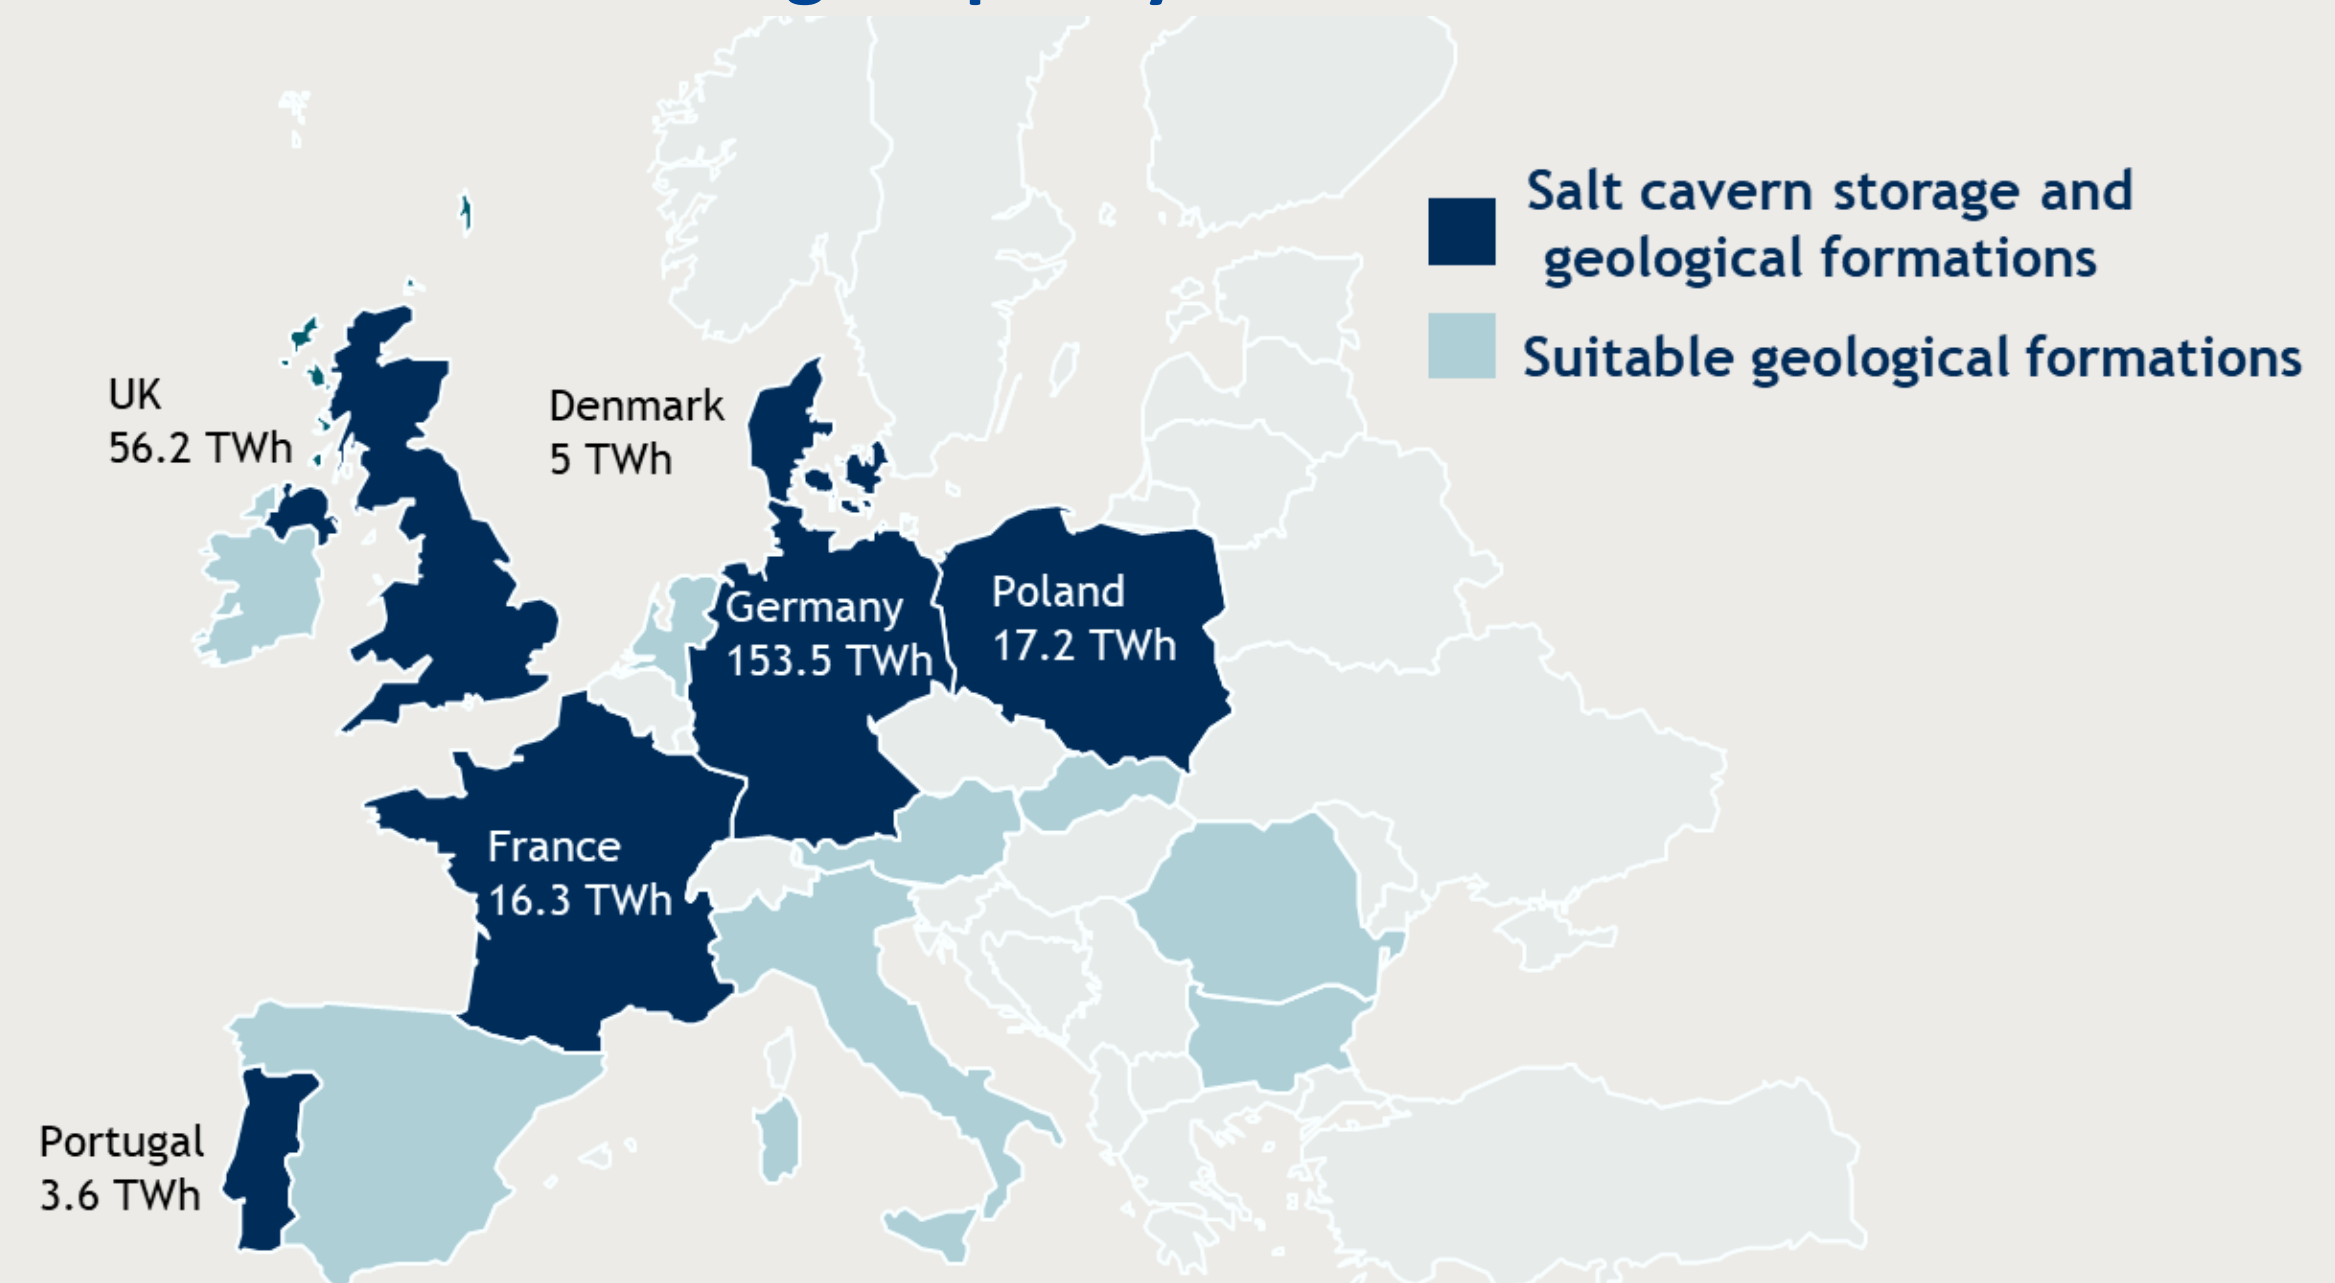 Salt cavern storage and
geological formations
Suitable geological formations
UK
56.2 TWh
Denmark
5 TWh
Germany
153.5 TWh
Poland
17.2 TWh
France
16.3 TWh
Portugal
3.6 TWh